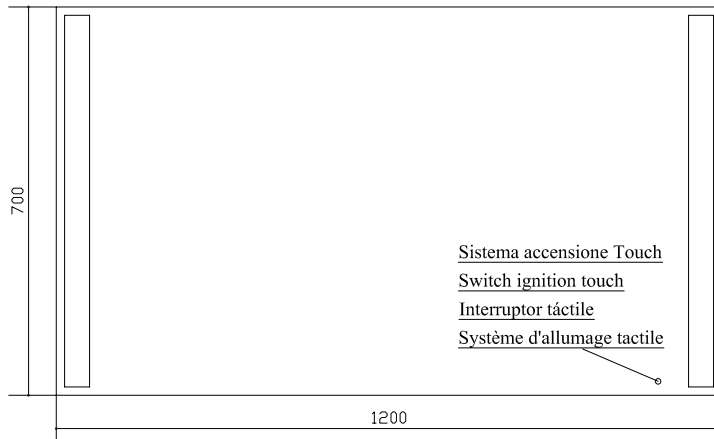 700
Sistema accensione Touch
Switch ignition touch
Interruptor táctile
Système d'allumage tactile
1200